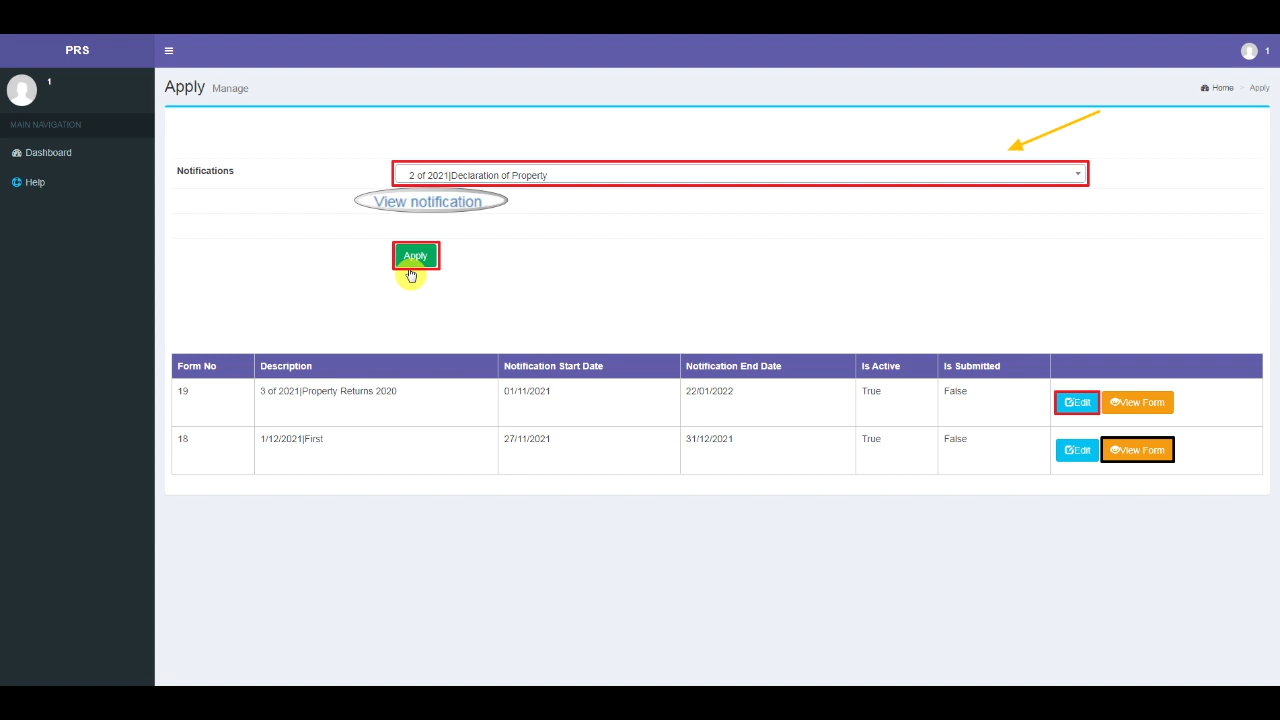 PRS
1
1
MAIN NAVIGATION
Dashboard
Help
Apply Manage
Home > Apply
Notifications
2 of 2021|Declaration of Property
View notification
Apply
Form No Description Notification Start Date Notification End Date Is Active Is Submitted
19 3 of 2021|Property Returns 2020 01/11/2021 22/01/2022 True False Edit View Form
18 1/12/2021|First 27/11/2021 31/12/2021 True False Edit View Form